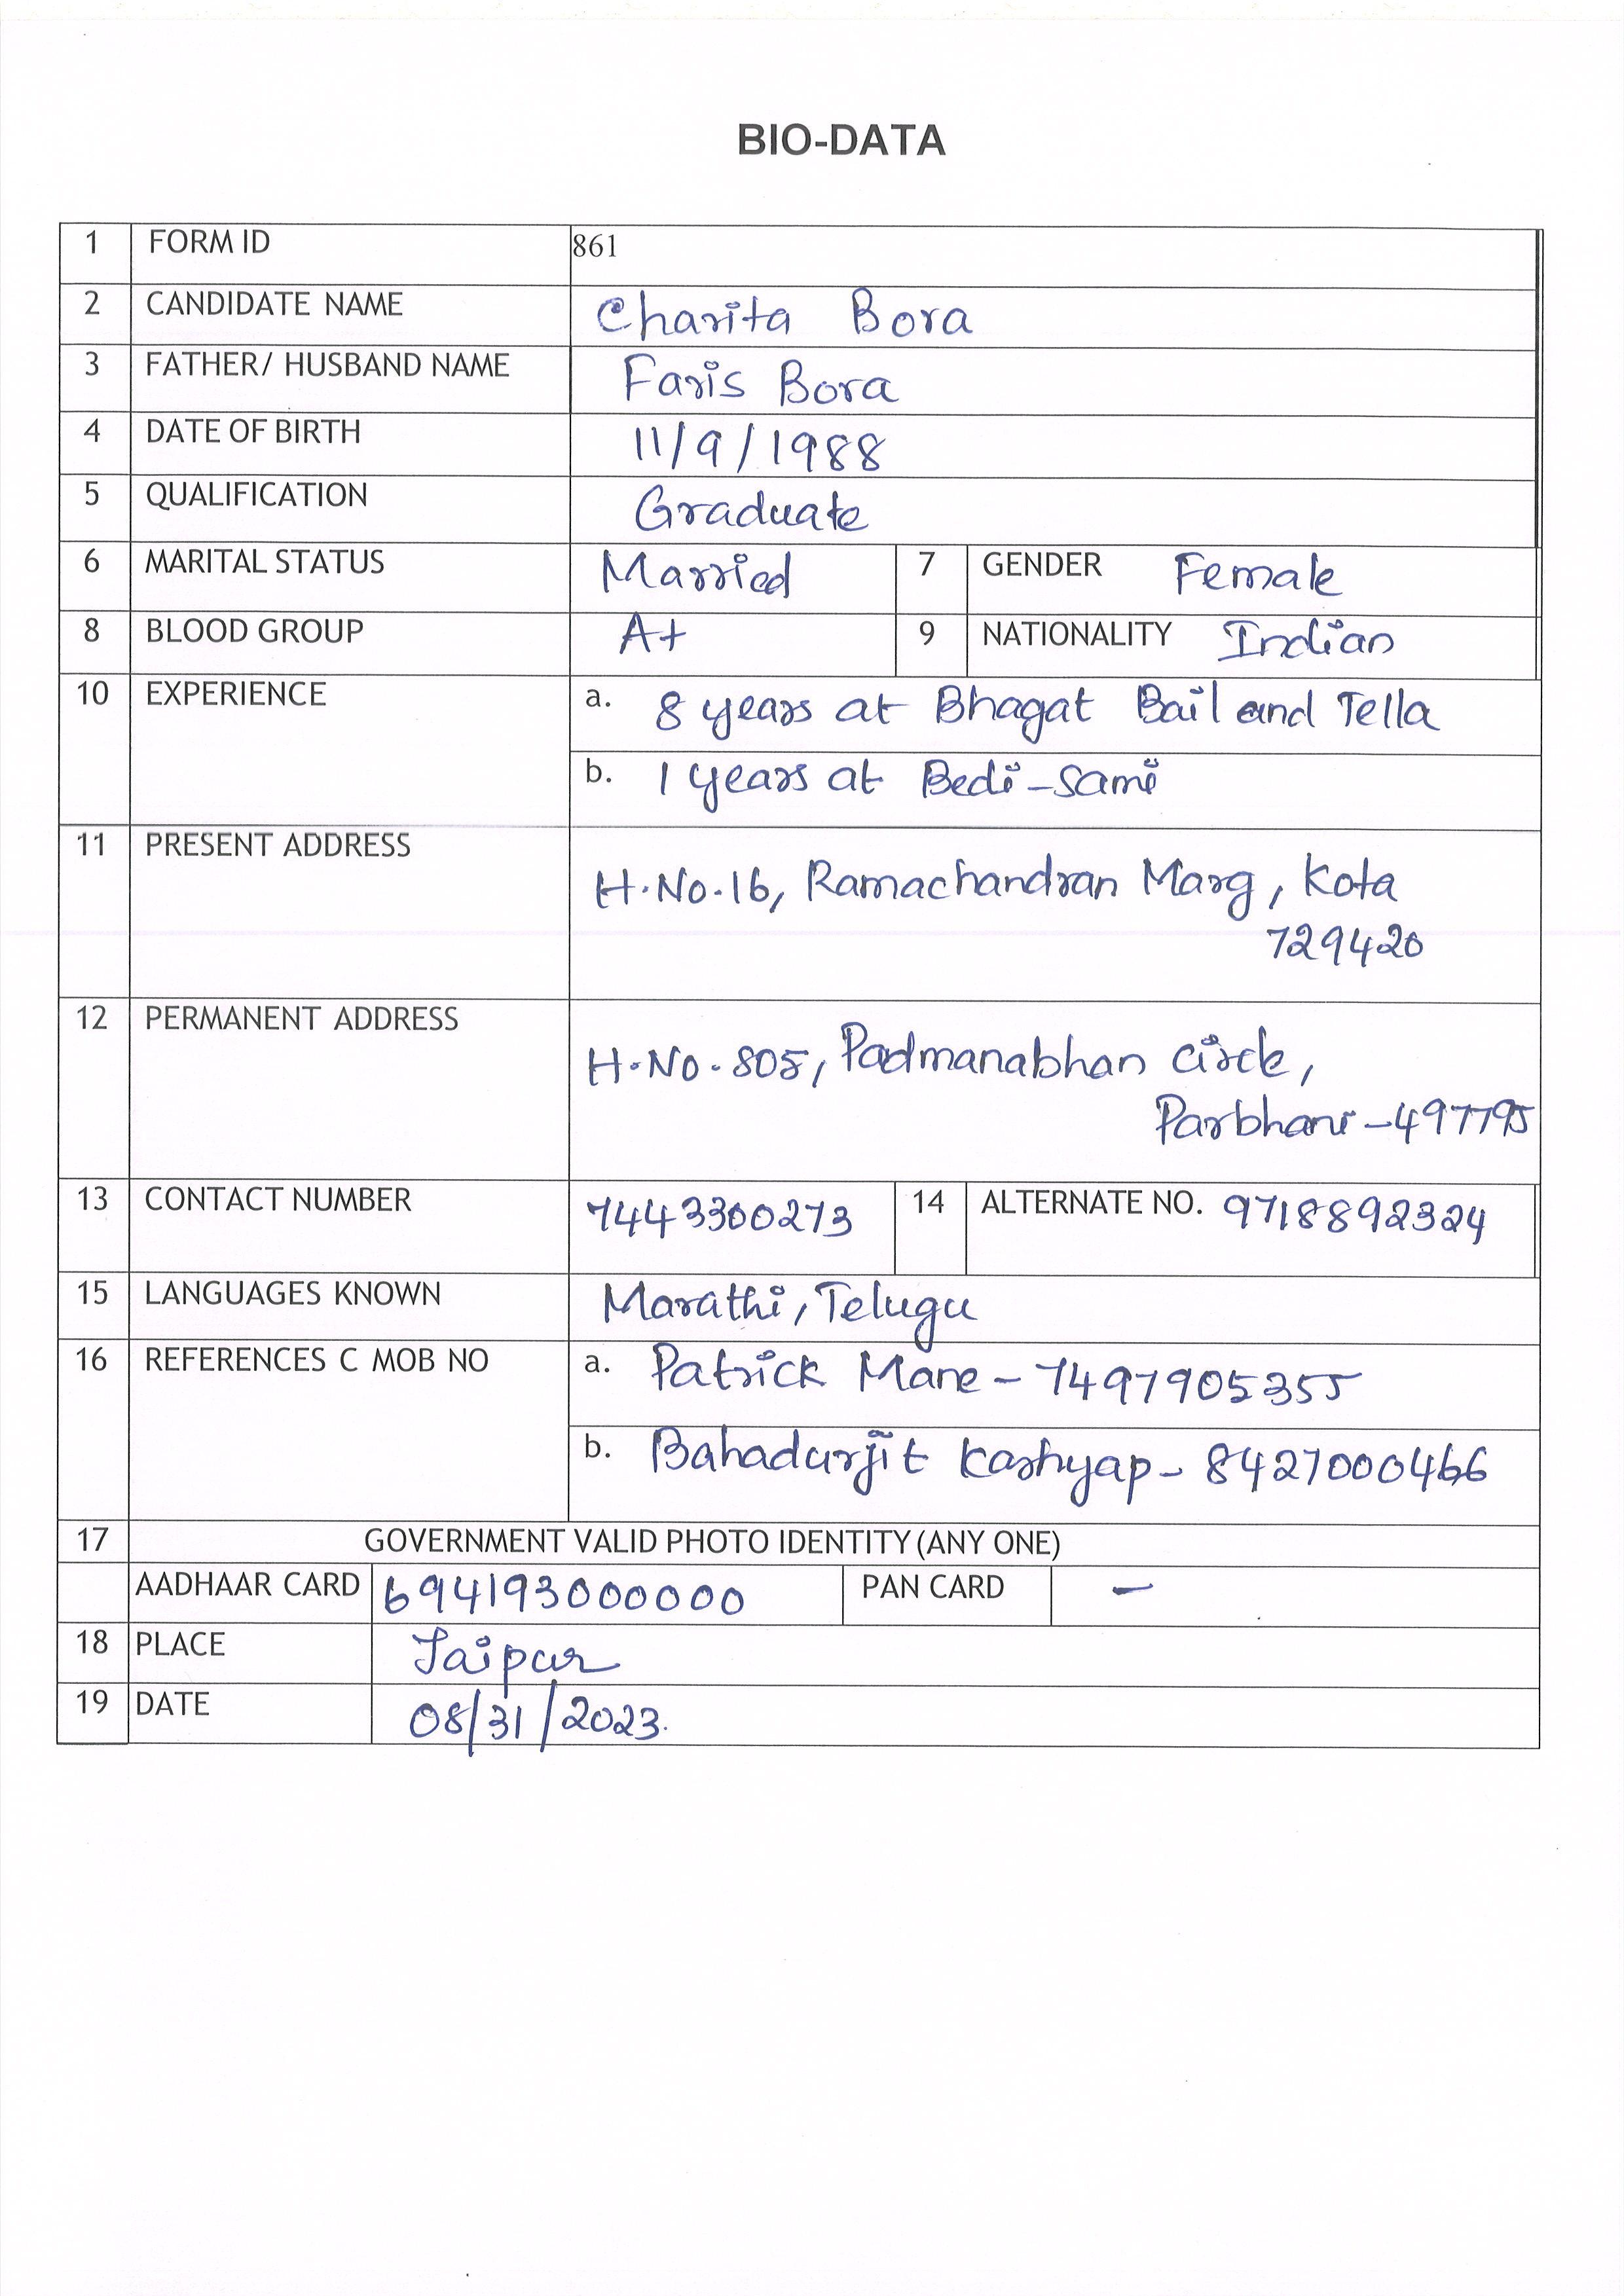 BIO-DATA
1 FORM ID 861
2 CANDIDATE NAME Charita Bora
3 FATHER/ HUSBAND NAME Faris Bora
4 DATE OF BIRTH 11/9/1988
5 QUALIFICATION Graduate
6 MARITAL STATUS Married 7 GENDER Female
8 BLOOD GROUP A+ 9 NATIONALITY Indian
10 EXPERIENCE a. 8 years at Bhagat Bail and Tella
b. 1 years at Bedi-Sami
11 PRESENT ADDRESS
H.No.16, Ramachandran Marg, Kota
729420
12 PERMANENT ADDRESS
H.No.805, Padmanabhan Circle,
Parbhani-497795
13 CONTACT NUMBER 7443300273 14 ALTERNATE NO. 9718892324
15 LANGUAGES KNOWN Marathi, Telugu
16 REFERENCES C MOB NO a. Patrick Mane - 7497905355
b. Bahadurjit Kashyap - 8427000466
17 GOVERNMENT VALID PHOTO IDENTITY (ANY ONE)
AADHAAR CARD 694193000000 PAN CARD -
18 PLACE Jaipur
19 DATE 08/31/2023.